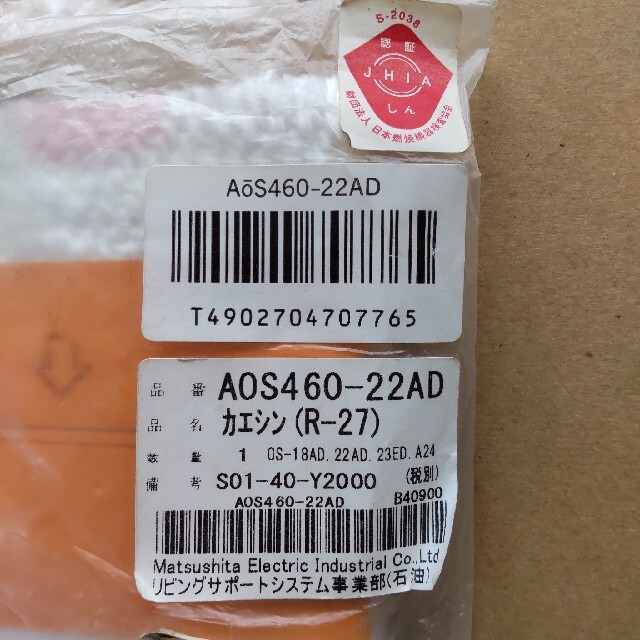 S-2038
認証
JHIA
しん
財団法人 日本燃焼機器検査協会
AōS460-22AD
T4902704707765
品番 AOS460-22AD
品名 カエシン(R-27)
数量 1 OS-18AD.22AD.23ED.A24
備考 S01-40-Y2000 (税別)
AOS460-22AD B40900
Matsushita Electric Industrial Co.,Ltd
リビングサポートシステム事業部(石油)